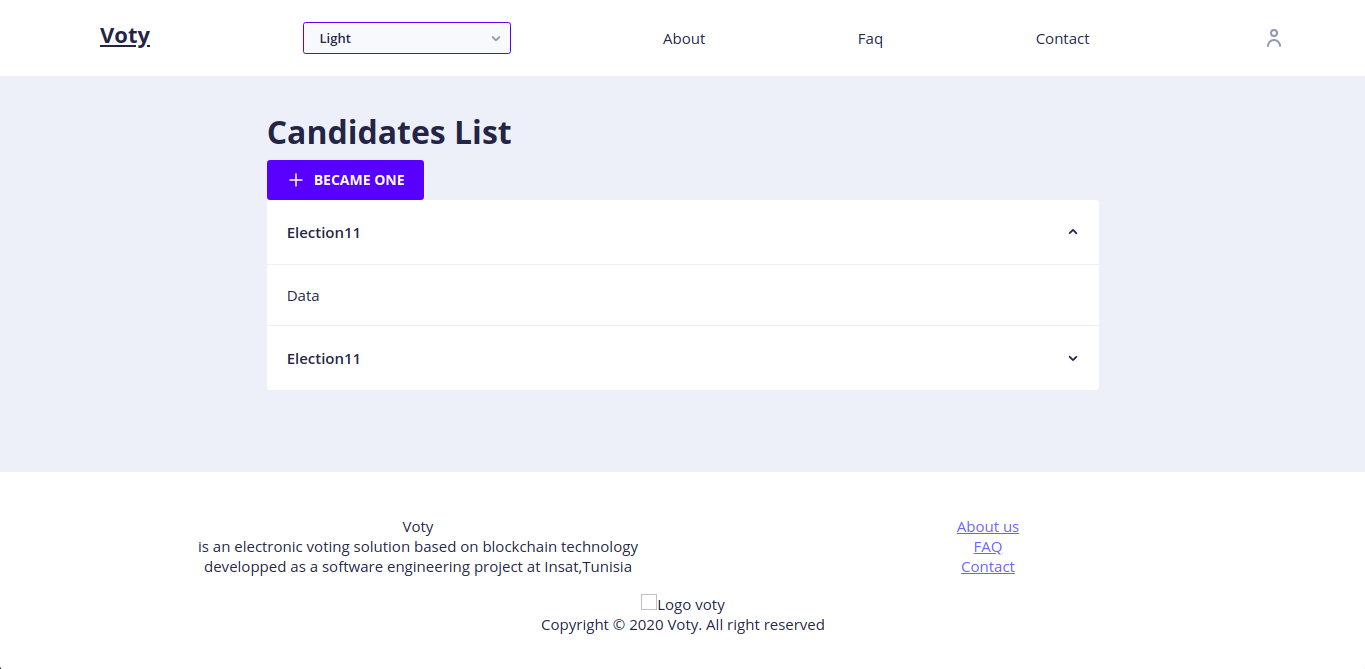 Voty
Light
About
Faq
Contact
Candidates List
BECAME ONE
Election11
Data
Election11
Voty
is an electronic voting solution based on blockchain technology
developped as a software engineering project at Insat,Tunisia
About us
FAQ
Contact
Logo voty
Copyright © 2020 Voty. All right reserved